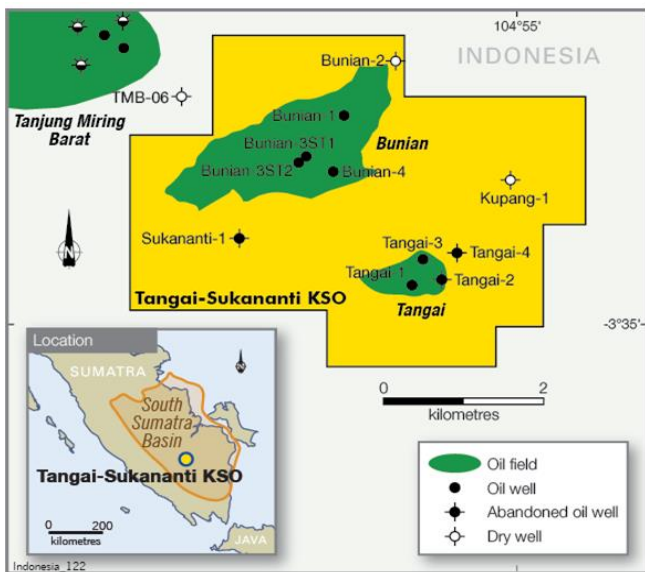 104°55'
INDONESIA
Bunian-2
TMB-06
Tanjung Miring
Barat
Bunian-1
Bunian
Bunian-3ST1
Bunian-3ST2
Bunian-4
Kupang-1
Sukananti-1
Tangai-3
Tangai-4
Tangai-1
Tangai-2
Tangai-Sukananti KSO
Tangai
N
-3°35'
Location
SUMATRA
South
Sumatra
Basin
Tangai-Sukananti KSO
0 200
kilometres
JAVA
Indonesia_122
0 2
kilometres
Oil field
Oil well
Abandoned oil well
Dry well